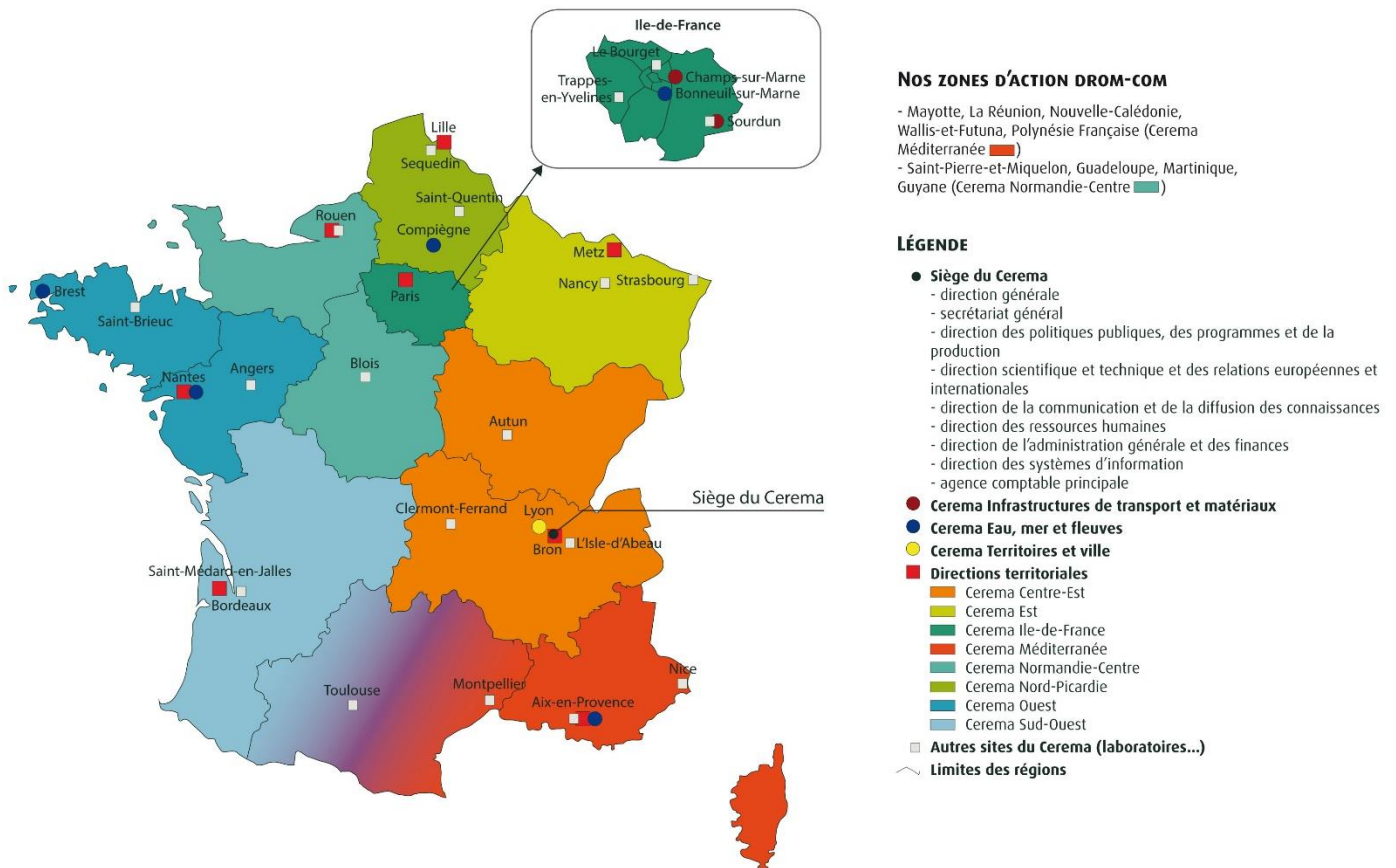 Ile-de-France
Le Bourget
Champs-sur-Marne
Trappes-
en-Yvelines
Bonneuil-sur-Marne
Sourdun
Lille
Sequedin
Saint-Quentin
Rouen
Compiègne
Metz
Nancy
Strasbourg
Paris
Brest
Saint-Brieuc
Nantes
Angers
Blois
Autun
Siège du Cerema
Clermont-Ferrand
Lyon
Bron
L'Isle-d'Abeau
Saint-Médard-en-Jalles
Bordeaux
Toulouse
Montpellier
Nice
Aix-en-Provence
NOS ZONES D'ACTION DROM-COM
- Mayotte, La Réunion, Nouvelle-Calédonie,
Wallis-et-Futuna, Polynésie Française (Cerema
Méditerranée )
- Saint-Pierre-et-Miquelon, Guadeloupe, Martinique,
Guyane (Cerema Normandie-Centre )
LÉGENDE
Siège du Cerema
- direction générale
- secrétariat général
- direction des politiques publiques, des programmes et de la
production
- direction scientifique et technique et des relations européennes et
internationales
- direction de la communication et de la diffusion des connaissances
- direction des ressources humaines
- direction de l'administration générale et des finances
- direction des systèmes d'information
- agence comptable principale
Cerema Infrastructures de transport et matériaux
Cerema Eau, mer et fleuves
Cerema Territoires et ville
Directions territoriales
Cerema Centre-Est
Cerema Est
Cerema Ile-de-France
Cerema Méditerranée
Cerema Normandie-Centre
Cerema Nord-Picardie
Cerema Ouest
Cerema Sud-Ouest
Autres sites du Cerema (laboratoires...)
Limites des régions